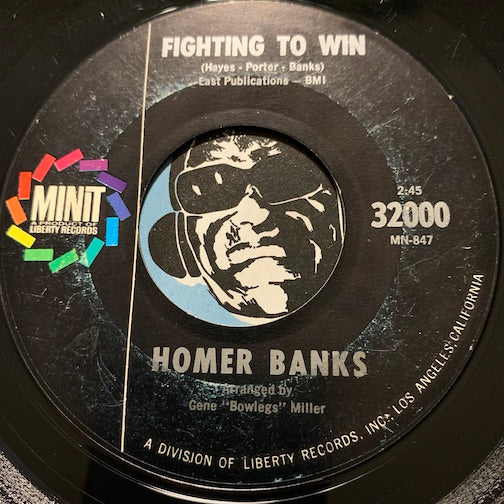 FIGHTING TO WIN
(Hayes - Porter - Banks)
East Publications — BMI
MINIT
A PRODUCT OF
LIBERTY RECORDS
2:45
32000
MN-847
HOMER BANKS
Arranged by
Gene "Bowlegs" Miller
A DIVISION OF LIBERTY RECORDS, INC., LOS ANGELES, CALIFORNIA